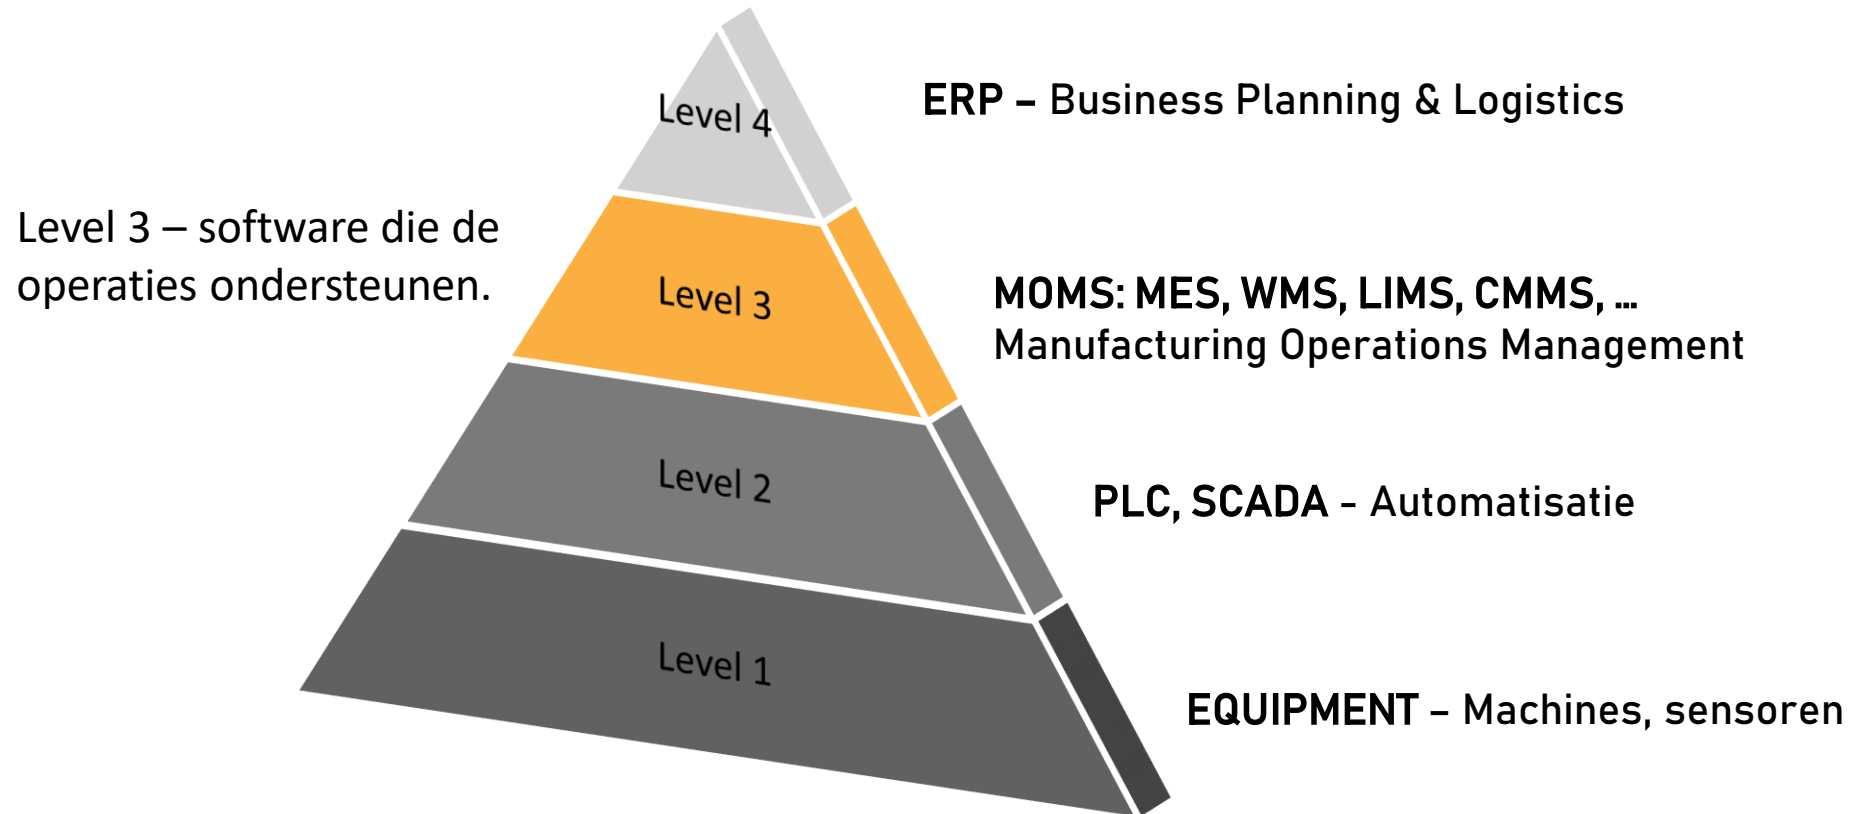 Level 4
ERP – Business Planning & Logistics
Level 3 – software die de
operaties ondersteunen.
Level 3
MOMS: MES, WMS, LIMS, CMMS, ...
Manufacturing Operations Management
Level 2
PLC, SCADA - Automatisatie
Level 1
EQUIPMENT – Machines, sensoren